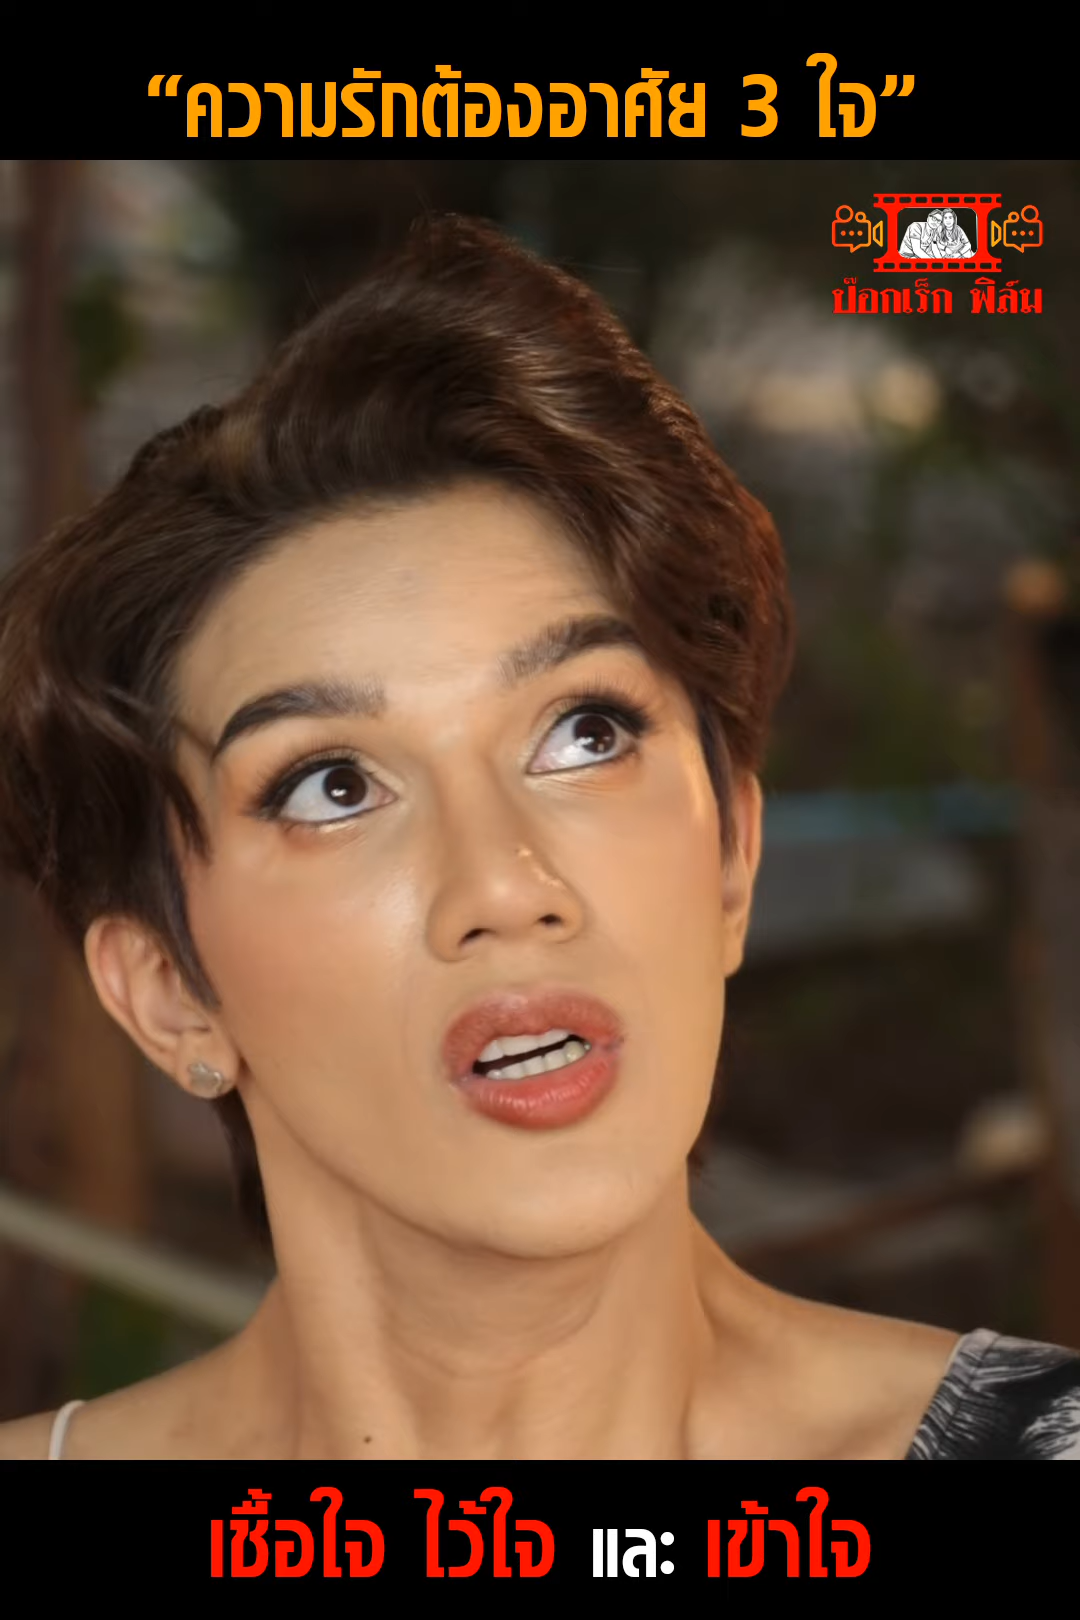 “ความรักต้องอาศัย 3 ใจ”
ป๊อกเร็ก ฟิล์ม
เชื้อใจ ไว้ใจ และ เข้าใจ